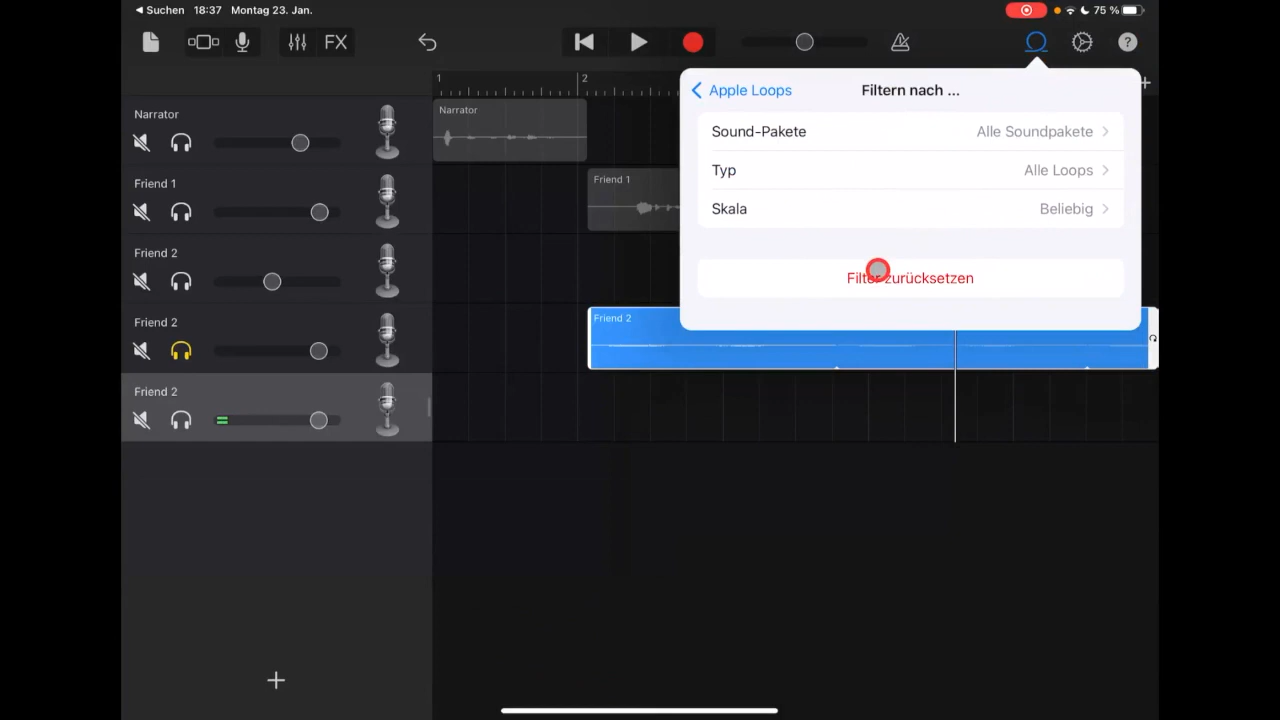 Suchen 18:37 Montag 23. Jan. 75 %
FX ?
1 2
Apple Loops Filtern nach ...
Sound-Pakete Alle Soundpakete
Typ Alle Loops
Skala Beliebig
Filter zurücksetzen
Narrator
Friend 1
Friend 2
Friend 2
Friend 2
Narrator
Friend 1
Friend 2